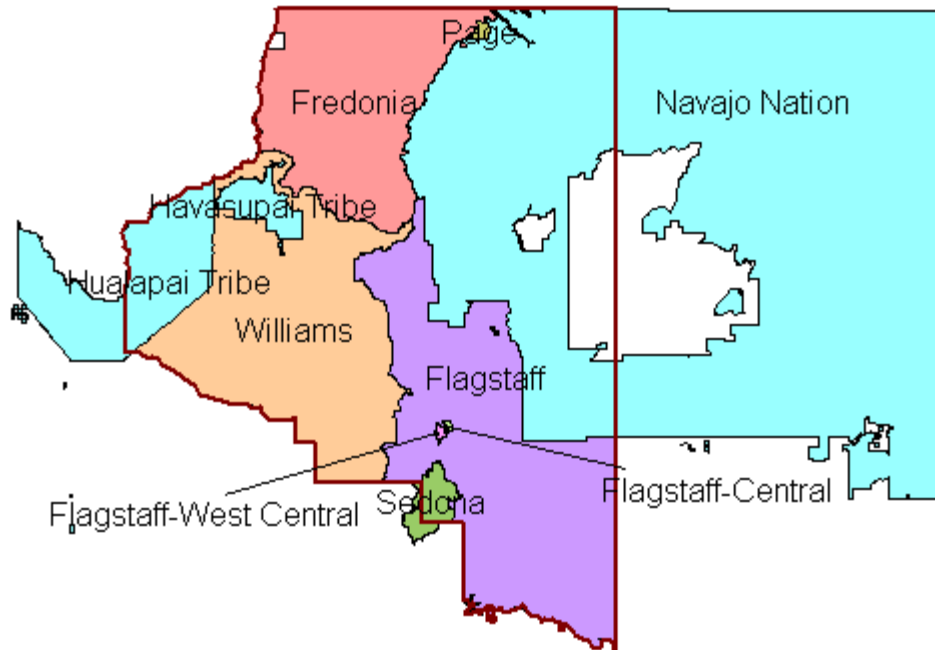 Page
Fredonia
Navajo Nation
Havasupai Tribe
Hualapai Tribe
Williams
Flagstaff
Flagstaff-West Central
Sedona
Flagstaff-Central